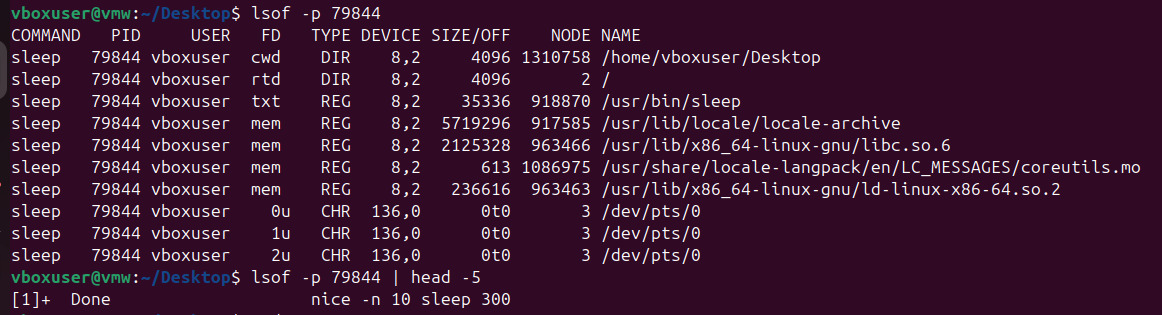 vboxuser@vmw:~/Desktop$ lsof -p 79844
COMMAND   PID     USER   FD   TYPE DEVICE SIZE/OFF    NODE NAME
sleep   79844 vboxuser  cwd    DIR    8,2     4096 1310758 /home/vboxuser/Desktop
sleep   79844 vboxuser  rtd    DIR    8,2     4096       2 /
sleep   79844 vboxuser  txt    REG    8,2    35336  918870 /usr/bin/sleep
sleep   79844 vboxuser  mem    REG    8,2  5719296  917585 /usr/lib/locale/locale-archive
sleep   79844 vboxuser  mem    REG    8,2  2125328  963466 /usr/lib/x86_64-linux-gnu/libc.so.6
sleep   79844 vboxuser  mem    REG    8,2      613 1086975 /usr/share/locale-langpack/en/LC_MESSAGES/coreutils.mo
sleep   79844 vboxuser  mem    REG    8,2   236616  963463 /usr/lib/x86_64-linux-gnu/ld-linux-x86-64.so.2
sleep   79844 vboxuser    0u   CHR  136,0      0t0       3 /dev/pts/0
sleep   79844 vboxuser    1u   CHR  136,0      0t0       3 /dev/pts/0
sleep   79844 vboxuser    2u   CHR  136,0      0t0       3 /dev/pts/0
vboxuser@vmw:~/Desktop$ lsof -p 79844 | head -5
[1]+  Done                    nice -n 10 sleep 300